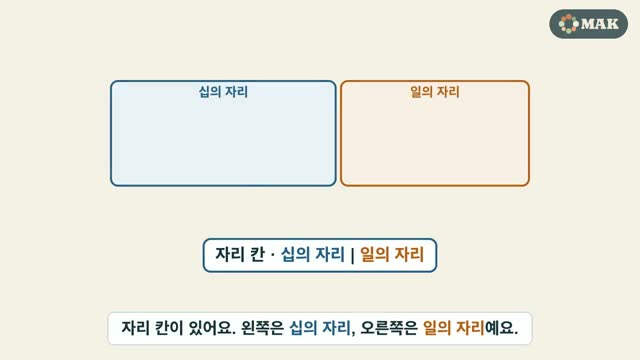 MAK
십의 자리
일의 자리
자리 칸 · 십의 자리 | 일의 자리
자리 칸이 있어요. 왼쪽은 십의 자리, 오른쪽은 일의 자리예요.